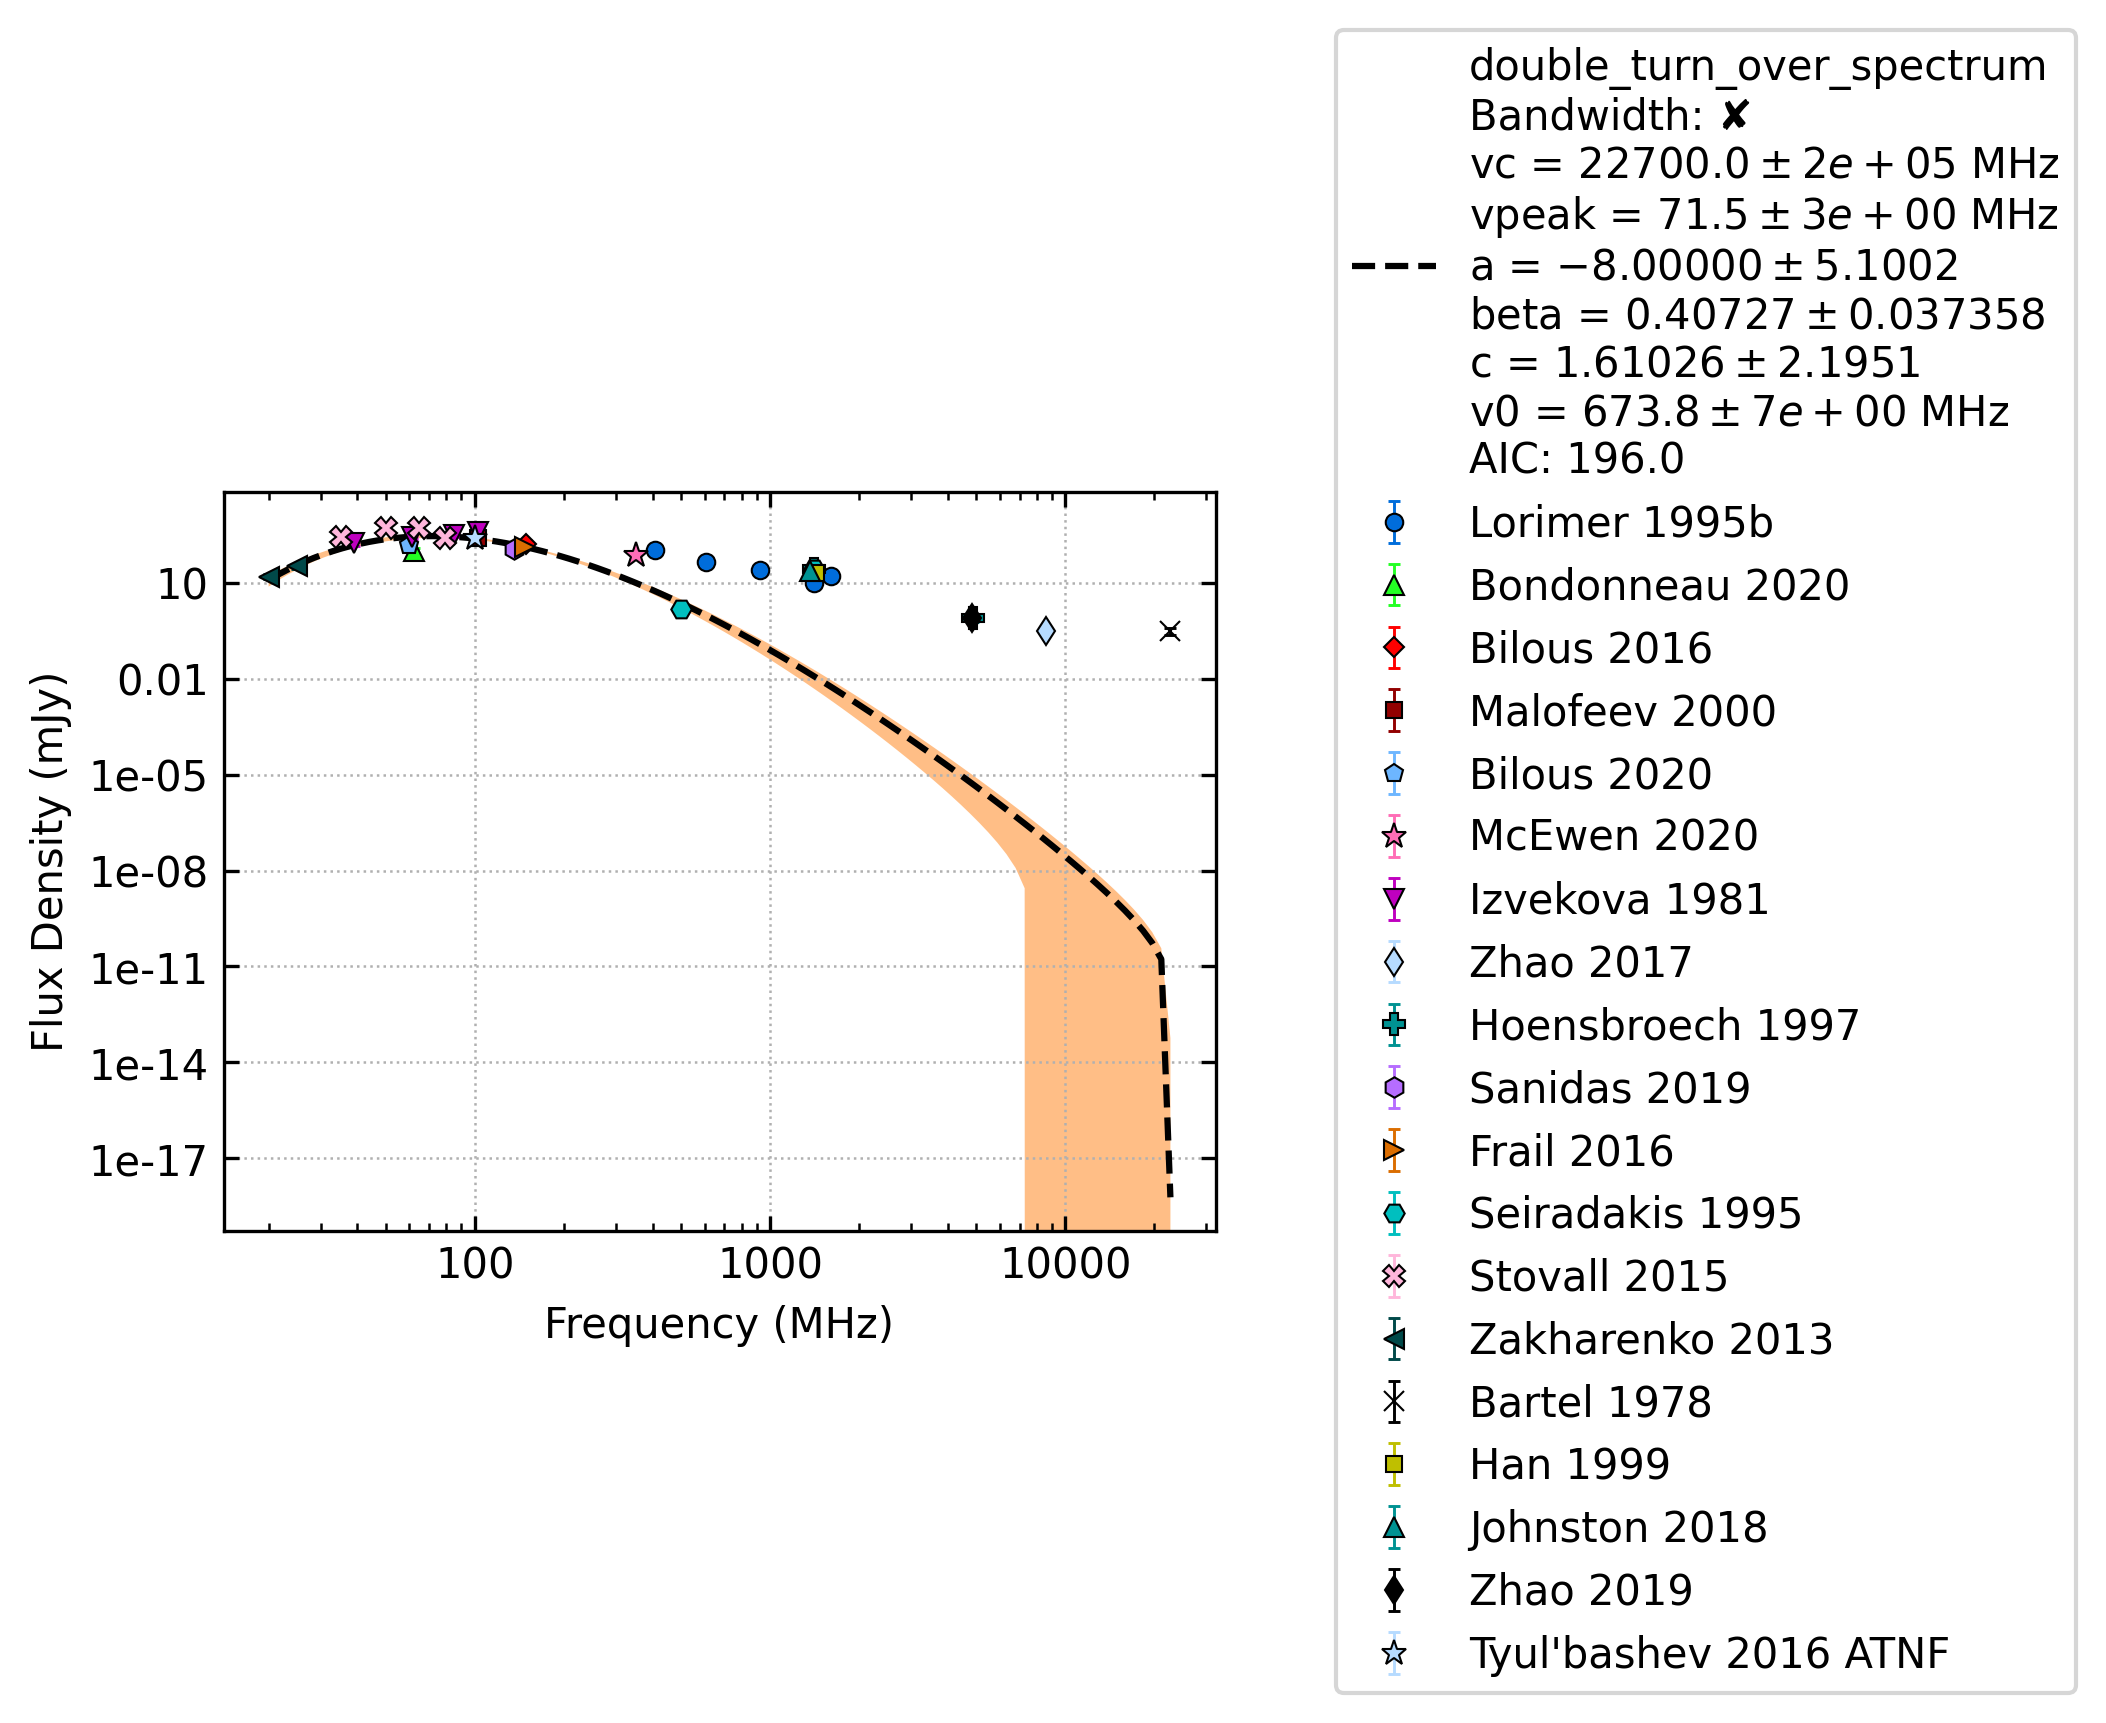 double_turn_over_spectrum
Bandwidth: ✘
vc = 22700.0 ± 2e + 05 MHz
vpeak = 71.5 ± 3e + 00 MHz
a = −8.00000 ± 5.1002
beta = 0.40727 ± 0.037358
c = 1.61026 ± 2.1951
v0 = 673.8 ± 7e + 00 MHz
AIC: 196.0
Lorimer 1995b
Bondonneau 2020
Bilous 2016
Malofeev 2000
Bilous 2020
McEwen 2020
Izvekova 1981
Zhao 2017
Hoensbroech 1997
Sanidas 2019
Frail 2016
Seiradakis 1995
Stovall 2015
Zakharenko 2013
Bartel 1978
Han 1999
Johnston 2018
Zhao 2019
Tyul'bashev 2016 ATNF
Flux Density (mJy)
10
0.01
1e-05
1e-08
1e-11
1e-14
1e-17
100
1000
10000
Frequency (MHz)